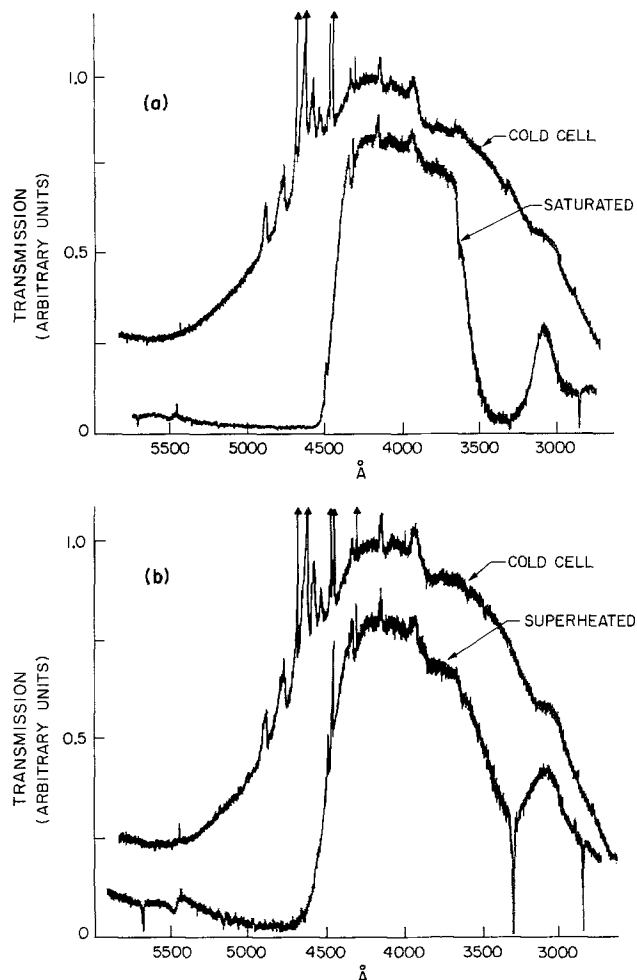 1.0
(a)
COLD CELL
SATURATED
TRANSMISSION
(ARBITRARY UNITS)
0.5
0
5500 5000 4500 4000 3500 3000
Å
1.0
(b)
COLD CELL
SUPERHEATED
TRANSMISSION
(ARBITRARY UNITS)
0.5
0
5500 5000 4500 4000 3500 3000
Å